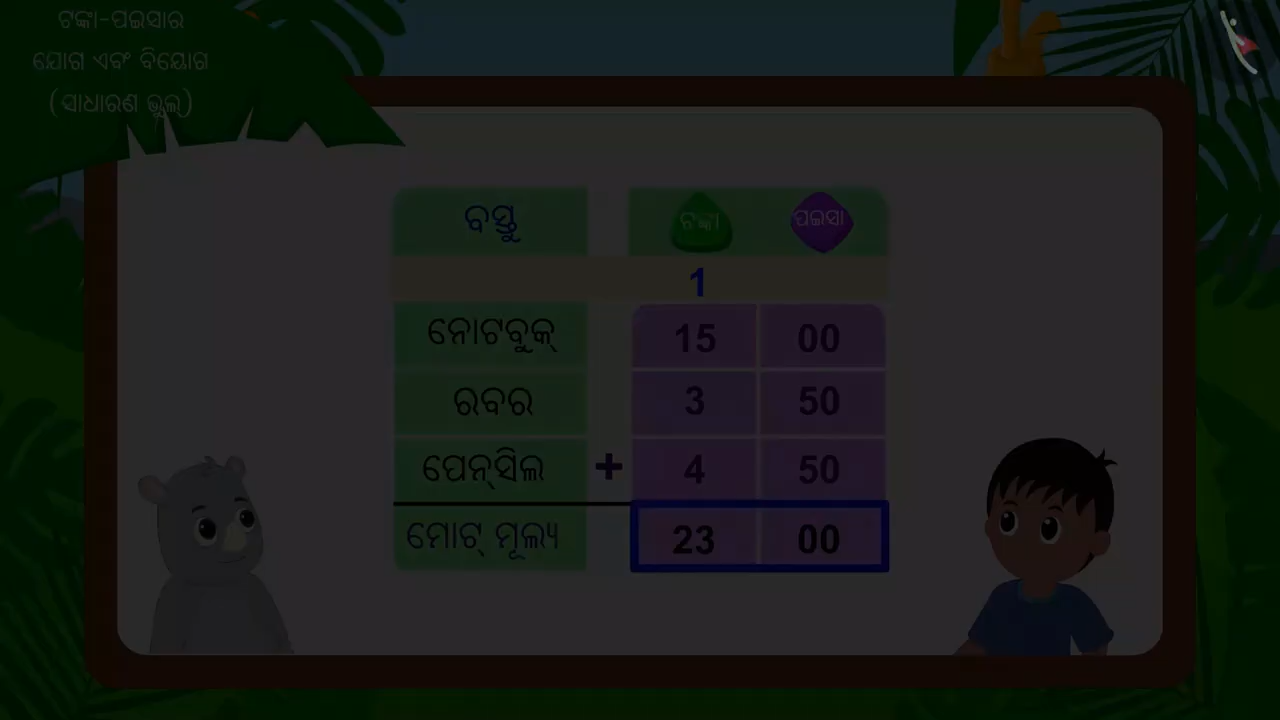 ଟଙ୍କା-ପଇସାର
ଯୋଗ ଏବଂ ବିୟୋଗ
(ସାଧାରଣ ଭୁଲ୍)
ବସ୍ତୁ ଟଙ୍କା ପଇସା
1
ନୋଟବୁକ୍ 15 00
ରବର 3 50
ପେନ୍‌ସିଲ + 4 50
ମୋଟ୍ ମୂଲ୍ୟ 23 00